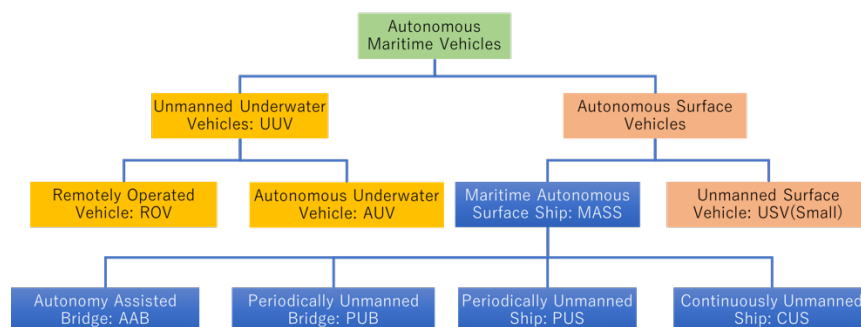 Autonomous
Maritime Vehicles
Unmanned Underwater
Vehicles: UUV
Autonomous Surface
Vehicles
Remotely Operated
Vehicle: ROV
Autonomous Underwater
Vehicle: AUV
Maritime Autonomous
Surface Ship: MASS
Unmanned Surface
Vehicle: USV(Small)
Autonomy Assisted
Bridge: AAB
Periodically Unmanned
Bridge: PUB
Periodically Unmanned
Ship: PUS
Continuously Unmanned
Ship: CUS